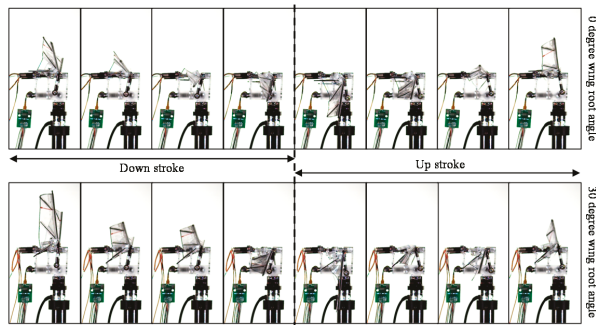 0 degree wing root angle
Down stroke
Up stroke
30 degree wing root angle